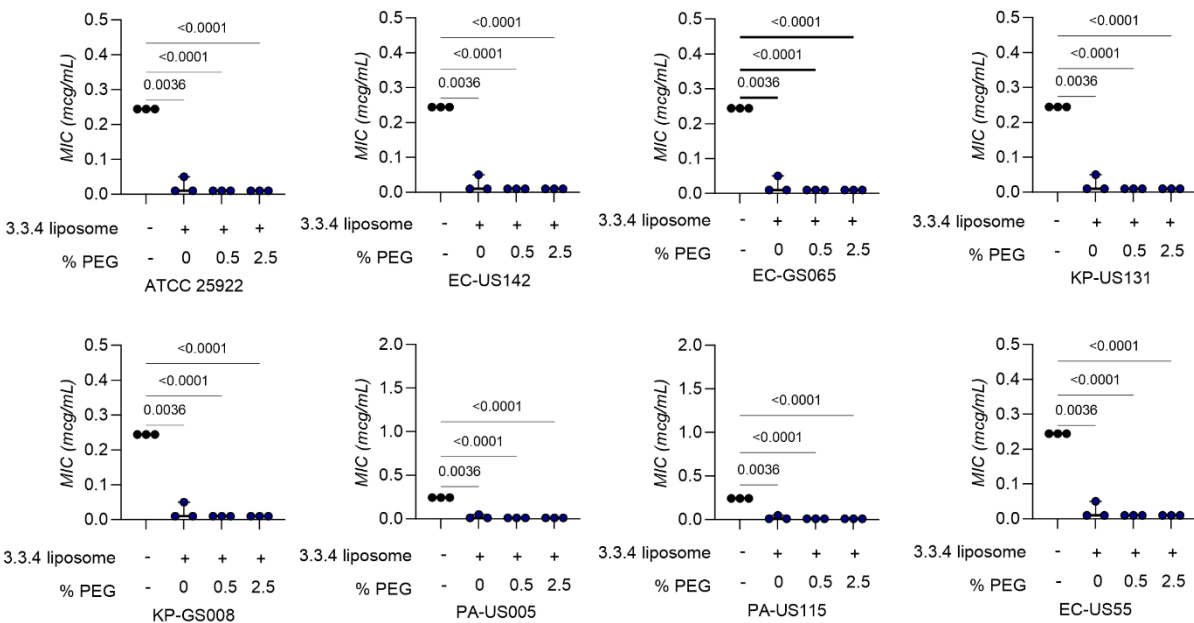 <0.0001
<0.0001
0.0036
MIC (mcg/mL)
0.5
0.4
0.3
0.2
0.1
0.0
3.3.4 liposome - + + +
% PEG - 0 0.5 2.5
ATCC 25922
<0.0001
<0.0001
0.0036
MIC (mcg/mL)
0.5
0.4
0.3
0.2
0.1
0.0
3.3.4 liposome - + + +
% PEG - 0 0.5 2.5
EC-US142
<0.0001
<0.0001
0.0036
MIC (mcg/mL)
0.5
0.4
0.3
0.2
0.1
0.0
3.3.4 liposome - + + +
% PEG - 0 0.5 2.5
EC-GS065
<0.0001
<0.0001
0.0036
MIC (mcg/mL)
0.5
0.4
0.3
0.2
0.1
0.0
3.3.4 liposome - + + +
% PEG - 0 0.5 2.5
KP-US131
<0.0001
<0.0001
0.0036
MIC (mcg/mL)
0.5
0.4
0.3
0.2
0.1
0.0
3.3.4 liposome - + + +
% PEG - 0 0.5 2.5
KP-GS008
<0.0001
<0.0001
0.0036
MIC (mcg/mL)
2.0
1.5
1.0
0.5
0.0
3.3.4 liposome - + + +
% PEG - 0 0.5 2.5
PA-US005
<0.0001
<0.0001
0.0036
MIC (mcg/mL)
2.0
1.5
1.0
0.5
0.0
3.3.4 liposome - + + +
% PEG - 0 0.5 2.5
PA-US115
<0.0001
<0.0001
0.0036
MIC (mcg/mL)
0.5
0.4
0.3
0.2
0.1
0.0
3.3.4 liposome - + + +
% PEG - 0 0.5 2.5
EC-US55